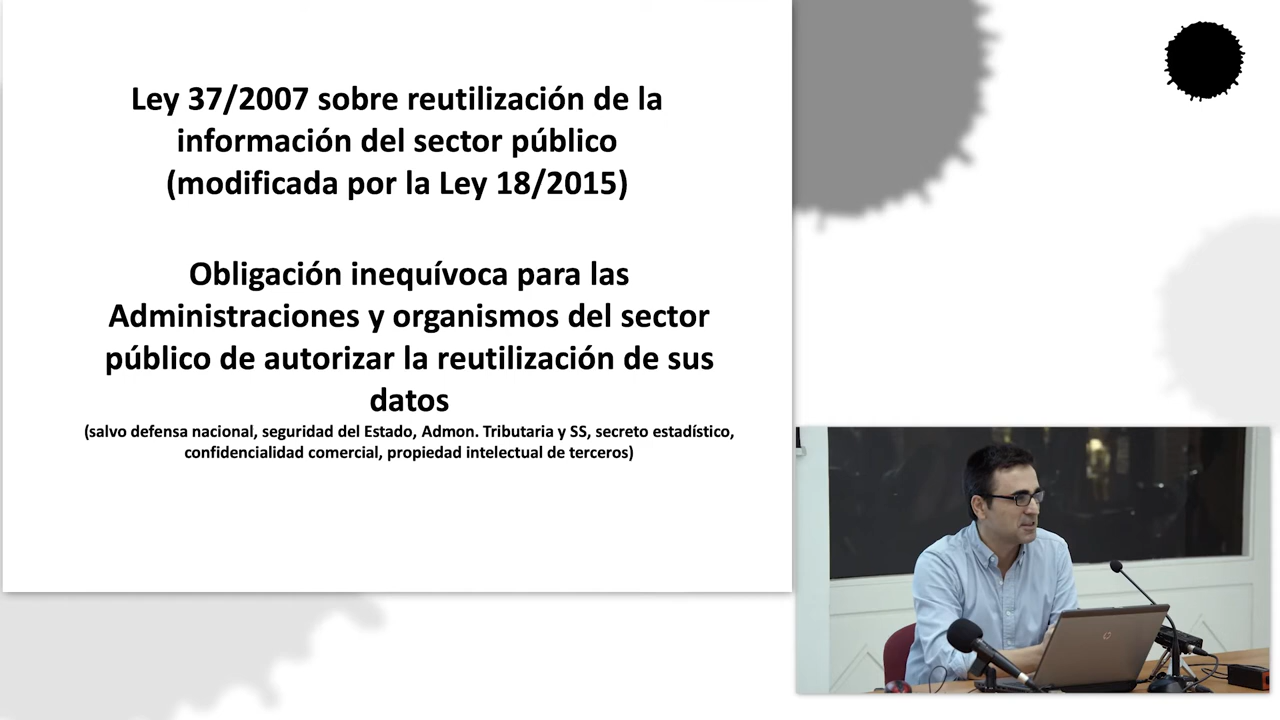 Ley 37/2007 sobre reutilización de la
información del sector público
(modificada por la Ley 18/2015)
Obligación inequívoca para las
Administraciones y organismos del sector
público de autorizar la reutilización de sus
datos
(salvo defensa nacional, seguridad del Estado, Admon. Tributaria y SS, secreto estadístico,
confidencialidad comercial, propiedad intelectual de terceros)